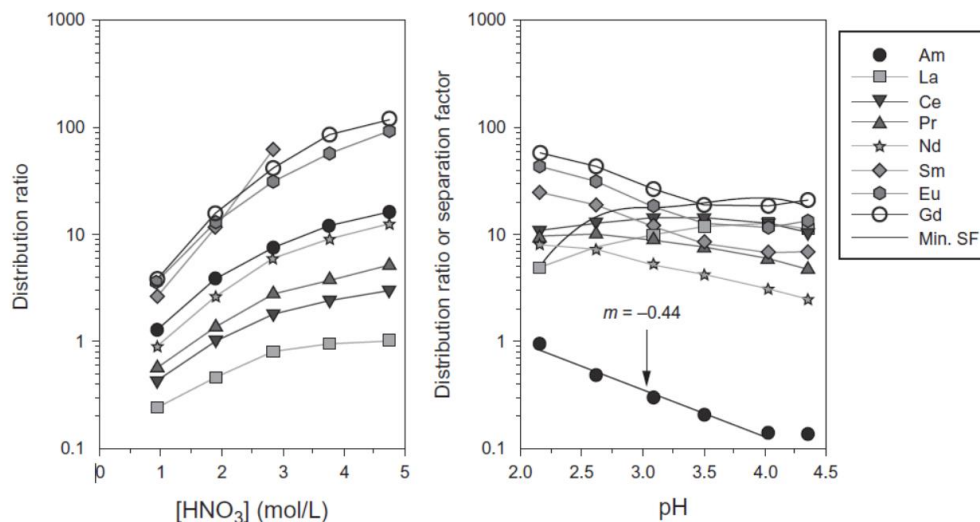 1000
100
10
1
0.1
Distribution ratio
0
1
2
3
4
5
[HNO3] (mol/L)
1000
100
10
1
0.1
Distribution ratio or separation factor
m = –0.44
2.0
2.5
3.0
3.5
4.0
4.5
pH
Am
La
Ce
Pr
Nd
Sm
Eu
Gd
Min. SF